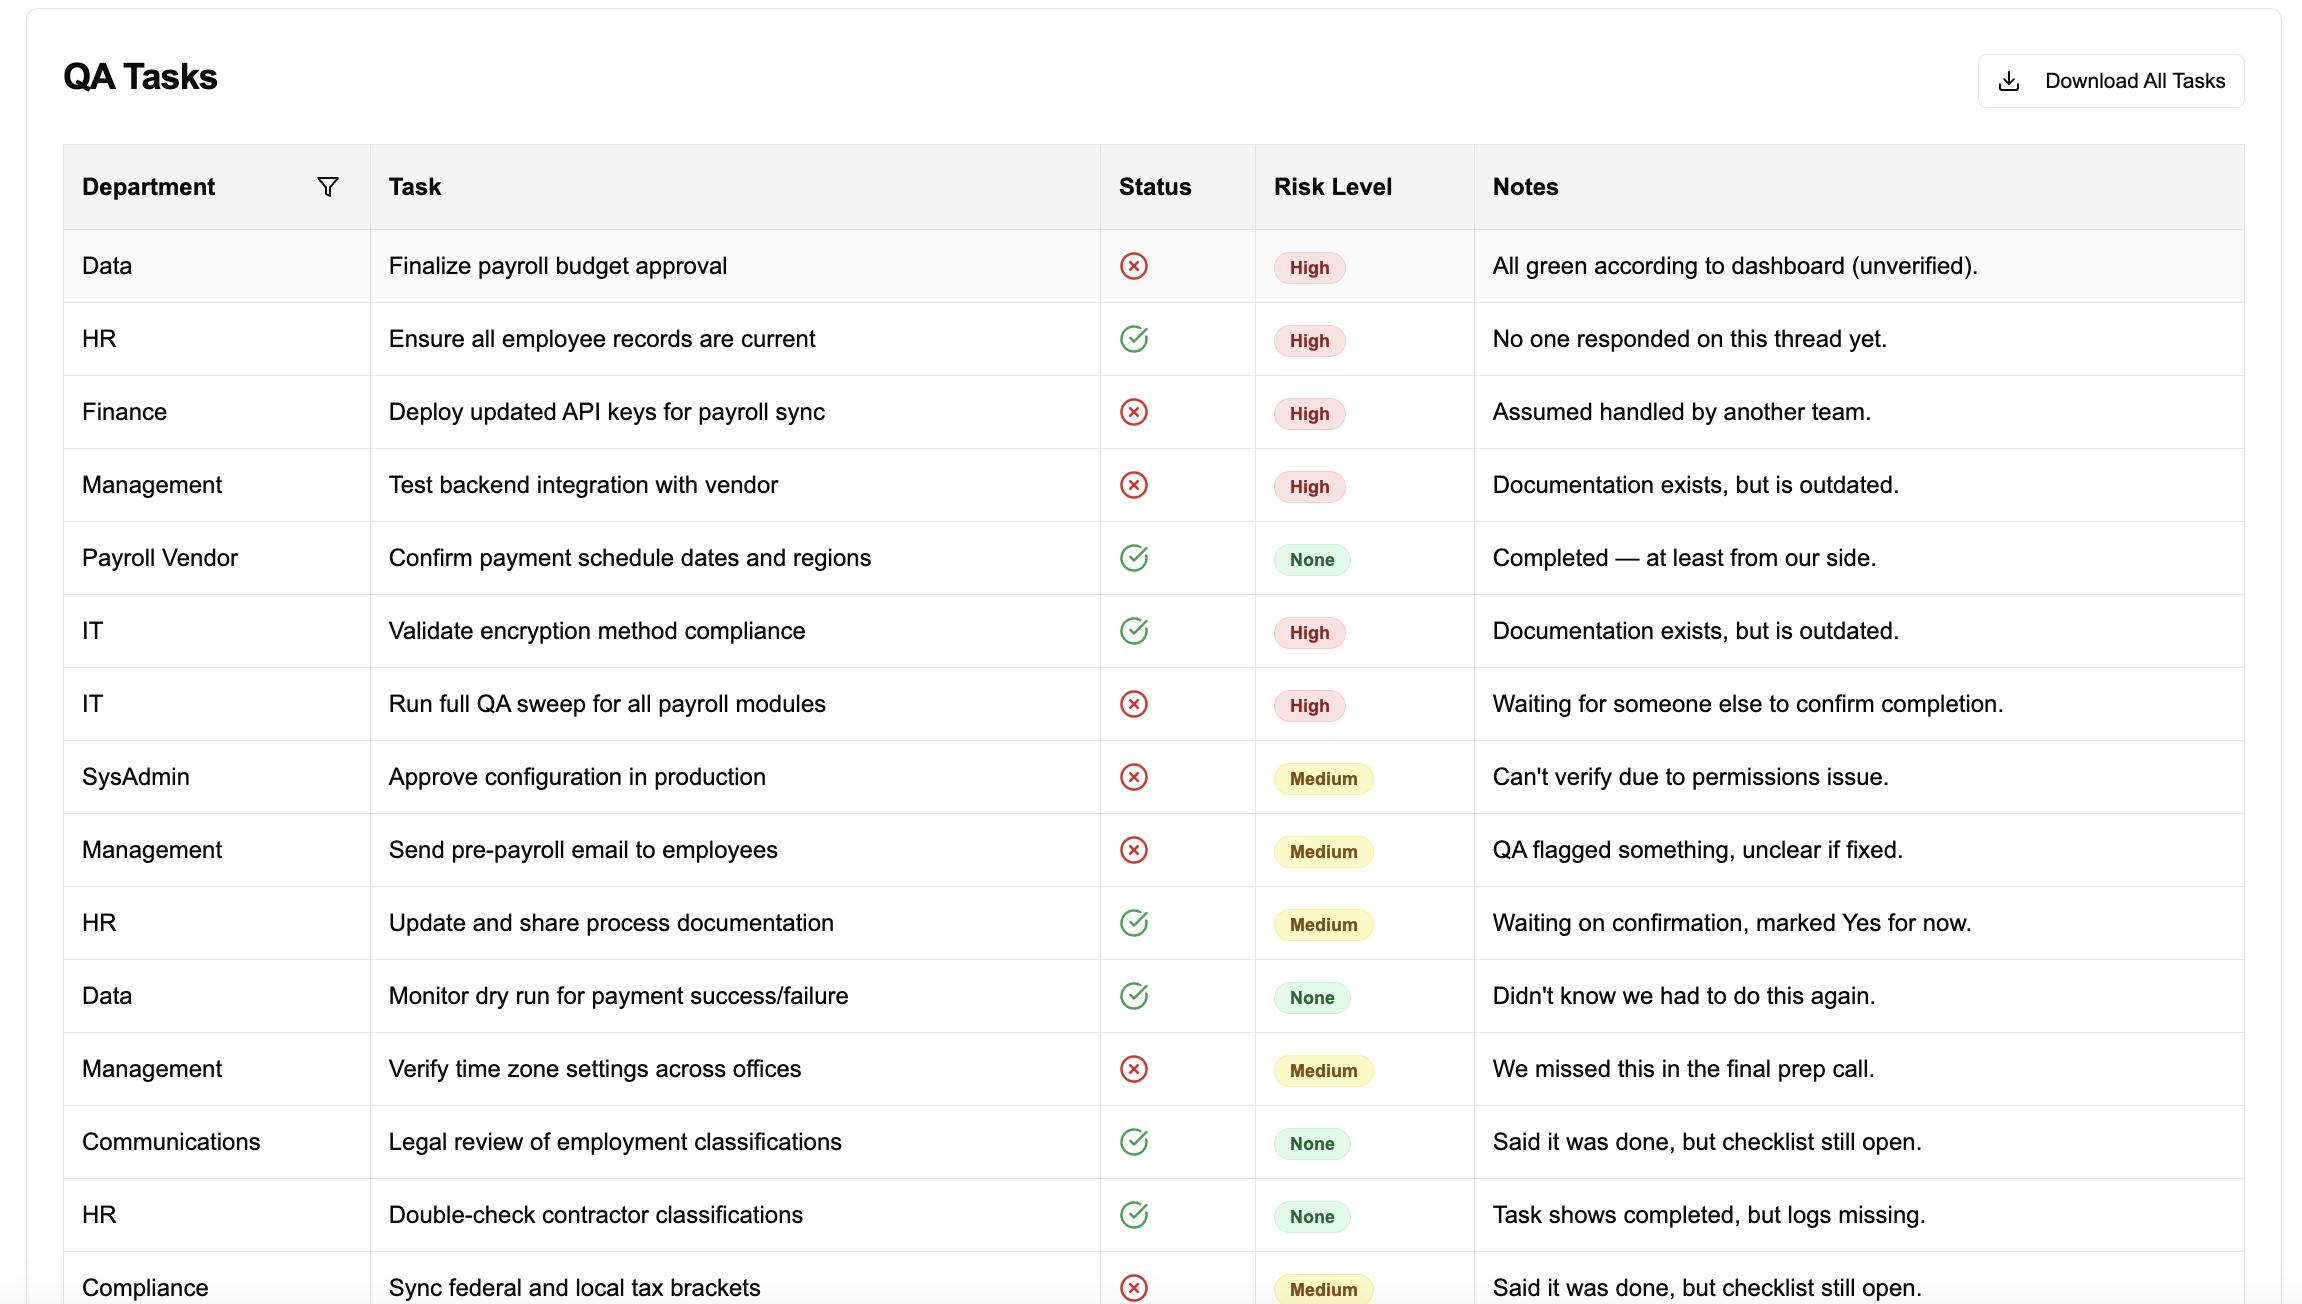 QA Tasks
Download All Tasks
Department Task Status Risk Level Notes
Data Finalize payroll budget approval High All green according to dashboard (unverified).
HR Ensure all employee records are current High No one responded on this thread yet.
Finance Deploy updated API keys for payroll sync High Assumed handled by another team.
Management Test backend integration with vendor High Documentation exists, but is outdated.
Payroll Vendor Confirm payment schedule dates and regions None Completed — at least from our side.
IT Validate encryption method compliance High Documentation exists, but is outdated.
IT Run full QA sweep for all payroll modules High Waiting for someone else to confirm completion.
SysAdmin Approve configuration in production Medium Can't verify due to permissions issue.
Management Send pre-payroll email to employees Medium QA flagged something, unclear if fixed.
HR Update and share process documentation Medium Waiting on confirmation, marked Yes for now.
Data Monitor dry run for payment success/failure None Didn't know we had to do this again.
Management Verify time zone settings across offices Medium We missed this in the final prep call.
Communications Legal review of employment classifications None Said it was done, but checklist still open.
HR Double-check contractor classifications None Task shows completed, but logs missing.
Compliance Sync federal and local tax brackets Medium Said it was done, but checklist still open.